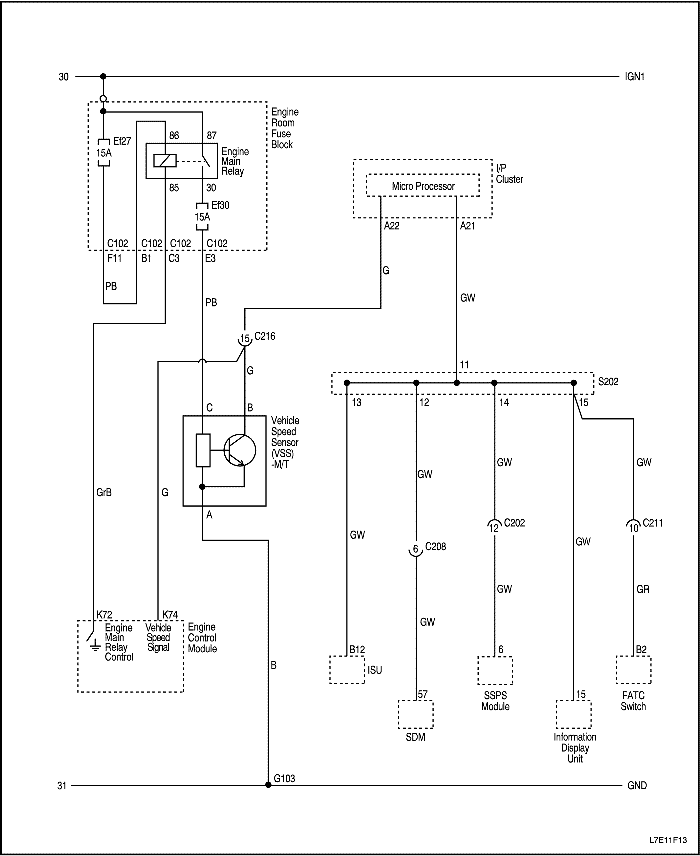 30
IGN1
Engine
Room
Fuse
Block
Ef27
15A
86
87
Engine
Main
Relay
85
30
Ef30
15A
C102
C102
C102
C102
F11
B1
C3
E3
PB
PB
I/P
Cluster
Micro Processor
A22
A21
G
GW
15
C216
G
11
S202
13
12
14
15
C
B
Vehicle
Speed
Sensor
(VSS)
-M/T
A
GrB
G
GW
GW
GW
GW
GW
6
C208
12
C202
10
C211
GW
GW
GR
K72
K74
Engine
Main
Relay
Control
Vehicle
Speed
Signal
Engine
Control
Module
B
B12
ISU
57
SDM
6
SSPS
Module
15
Information
Display
Unit
B2
FATC
Switch
31
G103
GND
L7E11F13